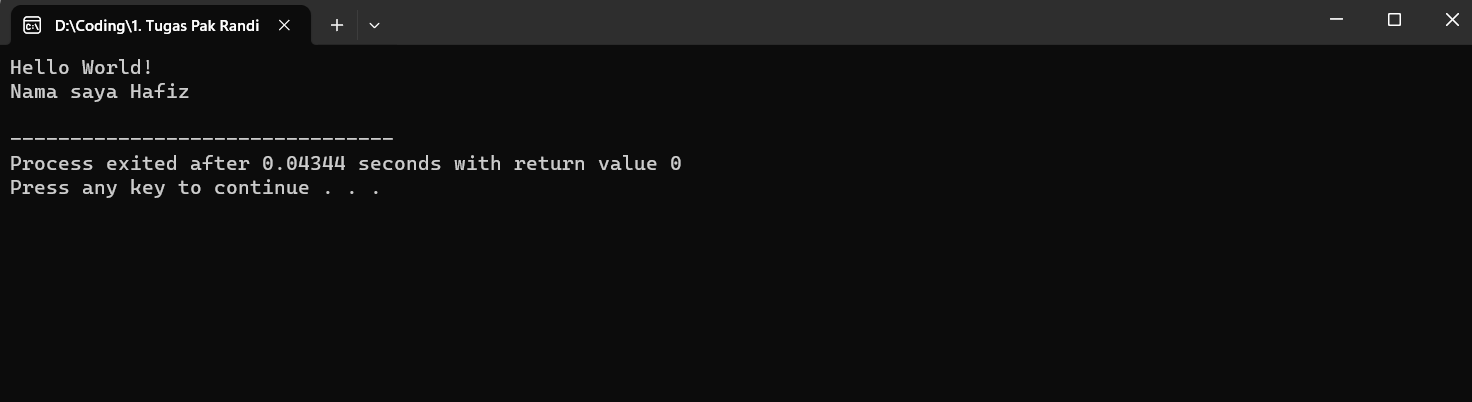 D:\Coding\1. Tugas Pak Randi
Hello World!
Nama saya Hafiz
--------------------------------
Process exited after 0.04344 seconds with return value 0
Press any key to continue . . .